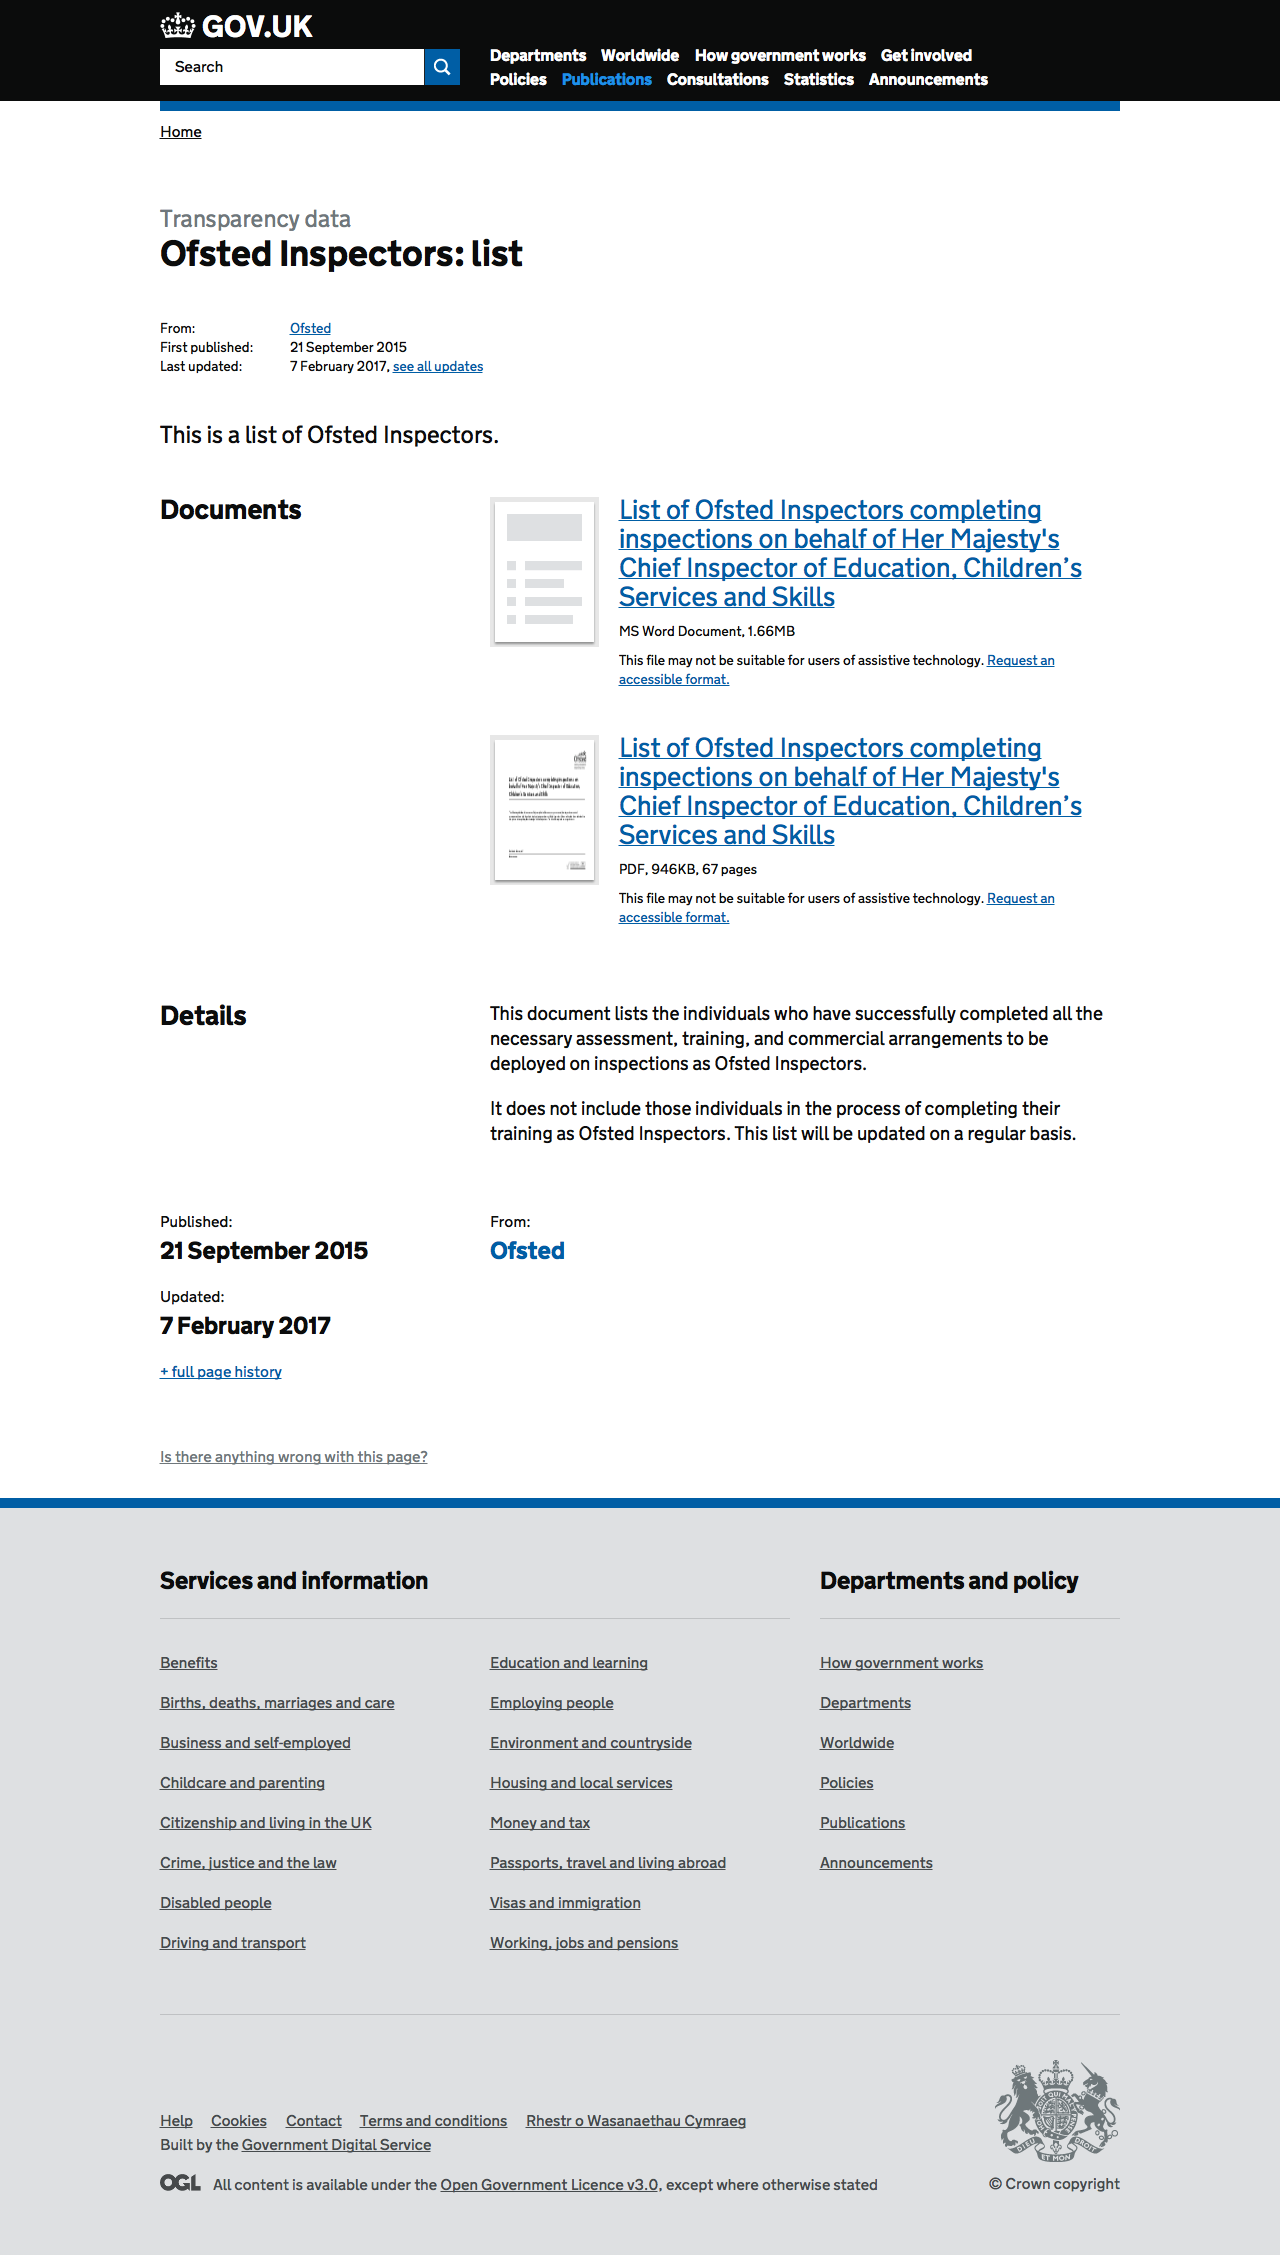 GOV.UK
Search
Departments Worldwide How government works Get involved
Policies Publications Consultations Statistics Announcements
Home
Transparency data
Ofsted Inspectors: list
From: Ofsted
First published: 21 September 2015
Last updated: 7 February 2017, see all updates
This is a list of Ofsted Inspectors.
Documents
List of Ofsted Inspectors completing
inspections on behalf of Her Majesty's
Chief Inspector of Education, Children’s
Services and Skills
MS Word Document, 1.66MB
This file may not be suitable for users of assistive technology. Request an
accessible format.
List of Ofsted Inspectors completing
inspections on behalf of Her Majesty's
Chief Inspector of Education, Children’s
Services and Skills
PDF, 946KB, 67 pages
This file may not be suitable for users of assistive technology. Request an
accessible format.
Details
This document lists the individuals who have successfully completed all the
necessary assessment, training, and commercial arrangements to be
deployed on inspections as Ofsted Inspectors.
It does not include those individuals in the process of completing their
training as Ofsted Inspectors. This list will be updated on a regular basis.
Published:
21 September 2015
From:
Ofsted
Updated:
7 February 2017
+ full page history
Is there anything wrong with this page?
Services and information
Benefits
Births, deaths, marriages and care
Business and self-employed
Childcare and parenting
Citizenship and living in the UK
Crime, justice and the law
Disabled people
Driving and transport
Education and learning
Employing people
Environment and countryside
Housing and local services
Money and tax
Passports, travel and living abroad
Visas and immigration
Working, jobs and pensions
Departments and policy
How government works
Departments
Worldwide
Policies
Publications
Announcements
Help Cookies Contact Terms and conditions Rhestr o Wasanaethau Cymraeg
Built by the Government Digital Service
OGL All content is available under the Open Government Licence v3.0, except where otherwise stated
© Crown copyright